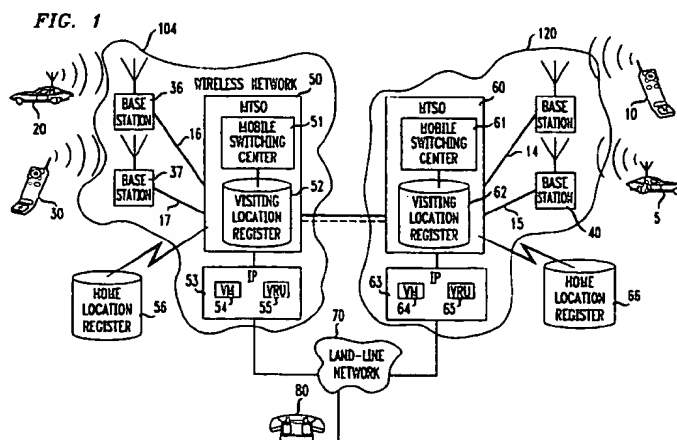 FIG. 1
104
120
WIRELESS NETWORK
50
60
36
BASE
STATION
20
16
MTSO
51
MOBILE
SWITCHING
CENTER
MTSO
61
MOBILE
SWITCHING
CENTER
BASE
STATION
10
14
37
BASE
STATION
30
17
52
VISITING
LOCATION
REGISTER
62
VISITING
LOCATION
REGISTER
BASE
STATION
5
15
40
HOME
LOCATION
REGISTER
56
53
IP
VM
VRU
54
55
63
IP
VM
VRU
64
65
HOME
LOCATION
REGISTER
66
70
LAND-LINE
NETWORK
80